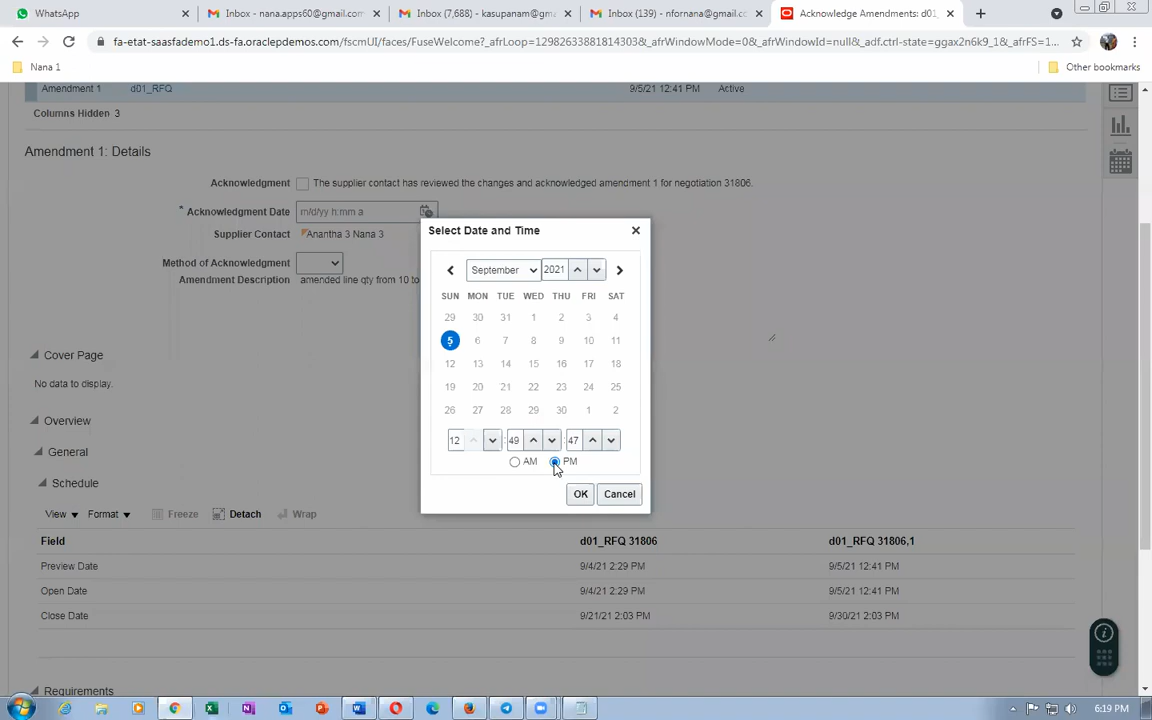 WhatsApp
Inbox - nana.apps60@gmail.com
Inbox (7,688) - kasupanam@gma
Inbox (139) - nfornana@gmail.cc
Acknowledge Amendments: d01_
fa-etat-saasfademo1.ds-fa.oraclepdemos.com/fscmUI/faces/FuseWelcome?_afrLoop=12982633881814303&_afrWindowMode=0&_afrWindowId=null&_adf.ctrl-state=ggax2n6k9_1&_afrFS=1...
Nana 1
Other bookmarks
Amendment 1 d01_RFQ 9/5/21 12:41 PM Active
Columns Hidden 3
Amendment 1: Details
Acknowledgment The supplier contact has reviewed the changes and acknowledged amendment 1 for negotiation 31806.
* Acknowledgment Date m/d/yy h:mm a
Supplier Contact Anantha 3 Nana 3
Method of Acknowledgment
Amendment Description amended line qty from 10 to
Select Date and Time
September 2021
SUN MON TUE WED THU FRI SAT
29 30 31 1 2 3 4
5 6 7 8 9 10 11
12 13 14 15 16 17 18
19 20 21 22 23 24 25
26 27 28 29 30 1 2
12 : 49 : 47
AM PM
OK Cancel
Cover Page
No data to display.
Overview
General
Schedule
View Format Freeze Detach Wrap
Field d01_RFQ 31806 d01_RFQ 31806,1
Preview Date 9/4/21 2:29 PM 9/5/21 12:41 PM
Open Date 9/4/21 2:29 PM 9/5/21 12:41 PM
Close Date 9/21/21 2:03 PM 9/30/21 2:03 PM
Requirements
6:19 PM